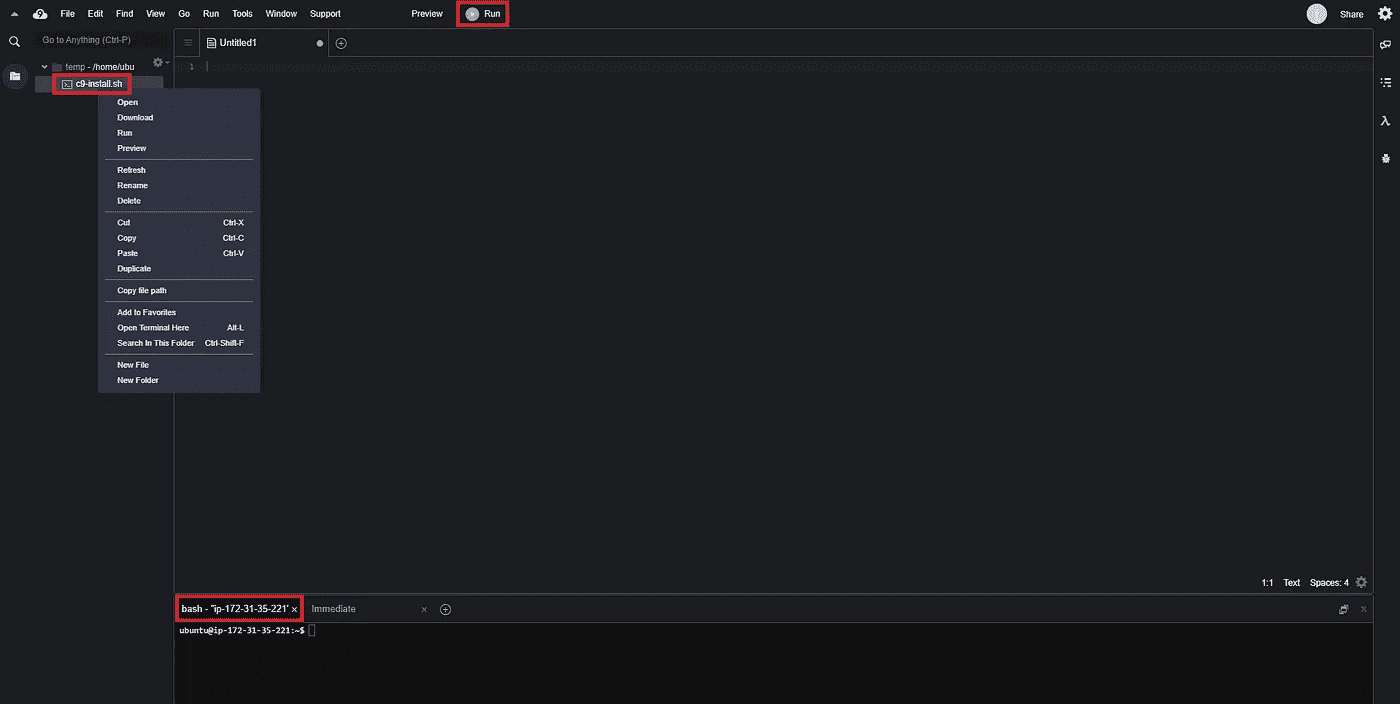 File Edit Find View Go Run Tools Window Support Preview Run Share
Go to Anything (Ctrl-P)
Untitled1
temp - /home/ubu
1
c9-install.sh
Open
Download
Run
Preview
Refresh
Rename
Delete
Cut Ctrl-X
Copy Ctrl-C
Paste Ctrl-V
Duplicate
Copy file path
Add to Favorites
Open Terminal Here Alt-L
Search In This Folder Ctrl-Shift-F
New File
New Folder
1:1 Text Spaces: 4
bash - "ip-172-31-35-221" × Immediate ×
ubuntu@ip-172-31-35-221:~$